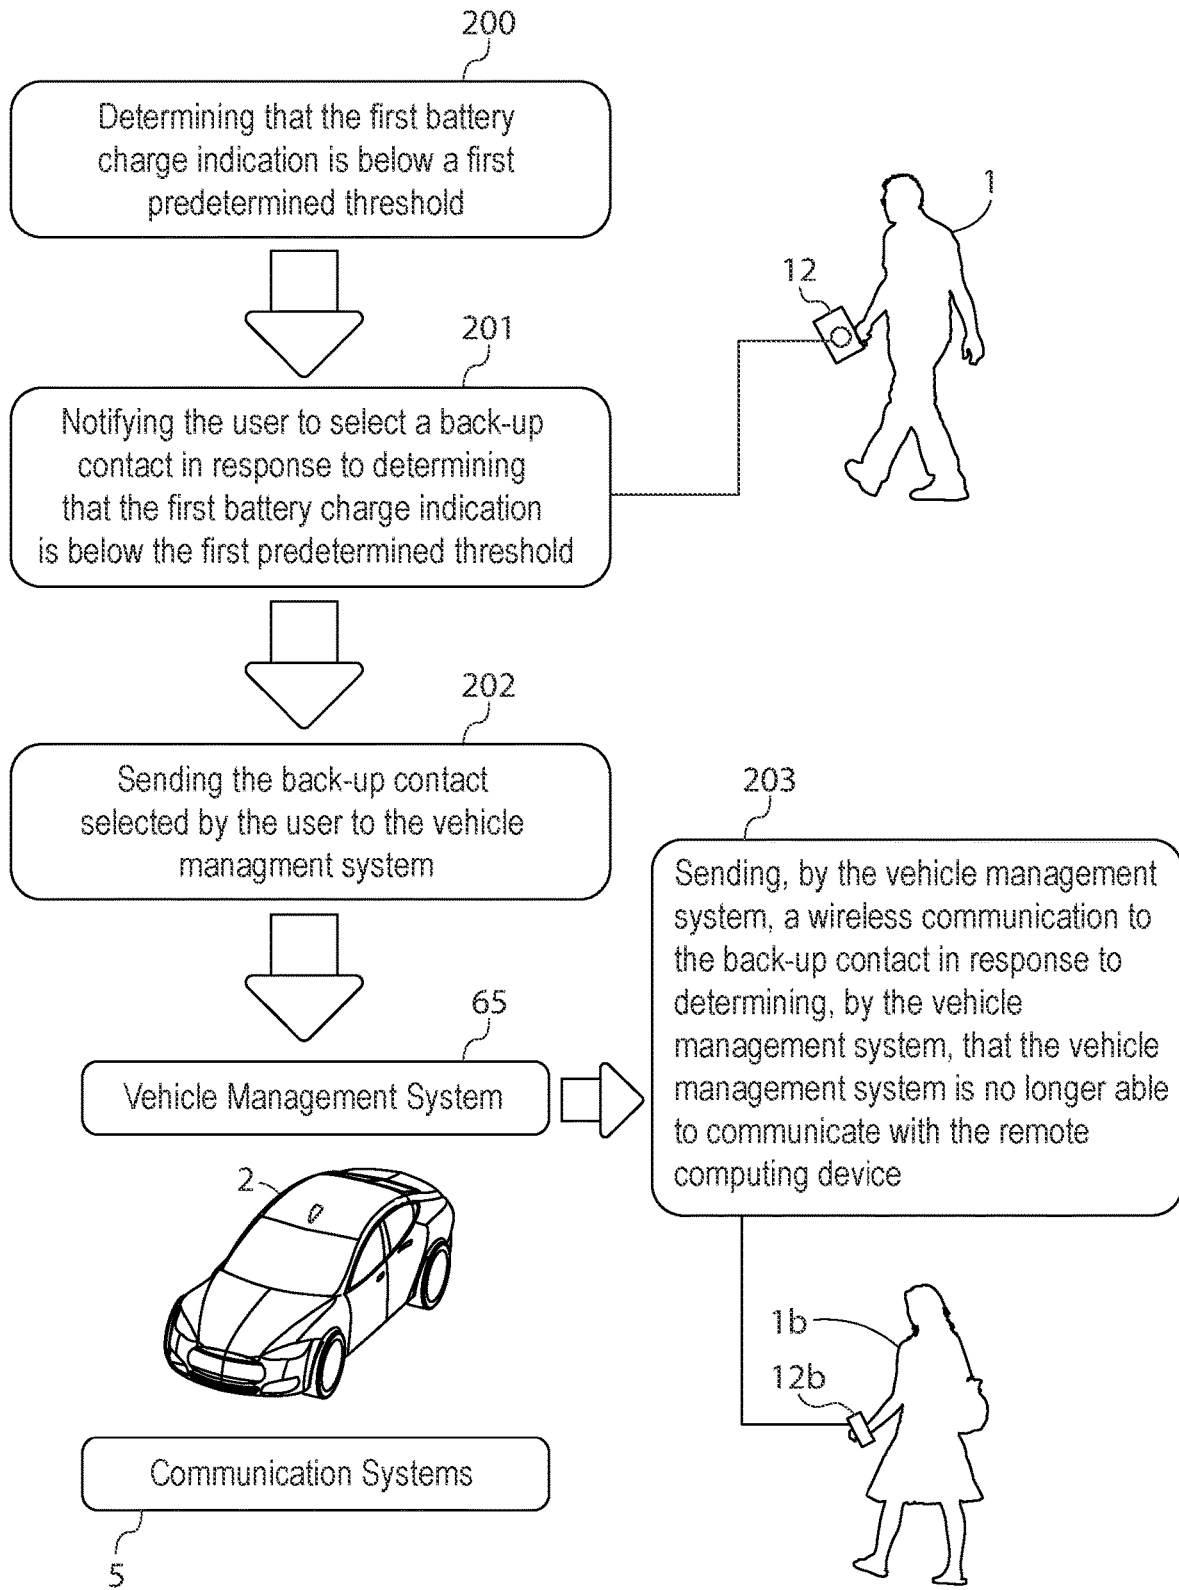 200
Determining that the first battery
charge indication is below a first
predetermined threshold
1
12
201
Notifying the user to select a back-up
contact in response to determining
that the first battery charge indication
is below the first predetermined threshold
202
Sending the back-up contact
selected by the user to the vehicle
managment system
203
Sending, by the vehicle management
system, a wireless communication to
the back-up contact in response to
determining, by the vehicle
management system, that the vehicle
management system is no longer able
to communicate with the remote
computing device
65
Vehicle Management System
2
1b
12b
Communication Systems
5